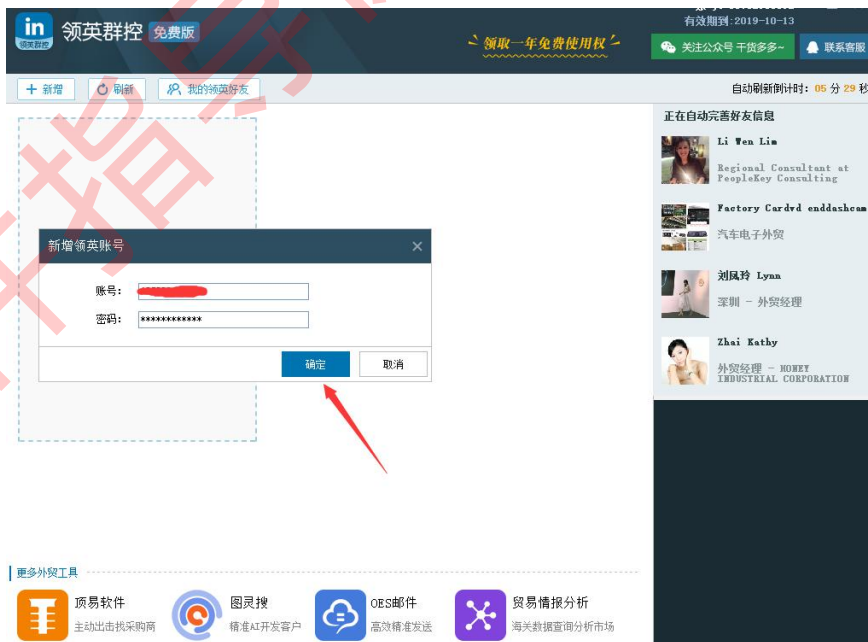 in
领英群控
领英群控 免费版
领取一年免费使用权
有效期到:2019-10-13
关注公众号 干货多多~
联系客服
新增
刷新
我的领英好友
自动刷新倒计时: 05 分 29 秒
正在自动完善好友信息
Li Wen Lim
Regional Consultant at
PeopleKey Consulting
Factory Cardvd enddashcam
汽车电子外贸
刘凤玲 Lynn
深圳 - 外贸经理
Zhai Kathy
外贸经理 - HONEY
INDUSTRIAL CORPORATION
新增领英账号
账号:
密码: ************
确定
取消
更多外贸工具
顶易软件
主动出击找采购商
图灵搜
精准AI开发客户
OES邮件
高效精准发送
贸易情报分析
海关数据查询分析市场